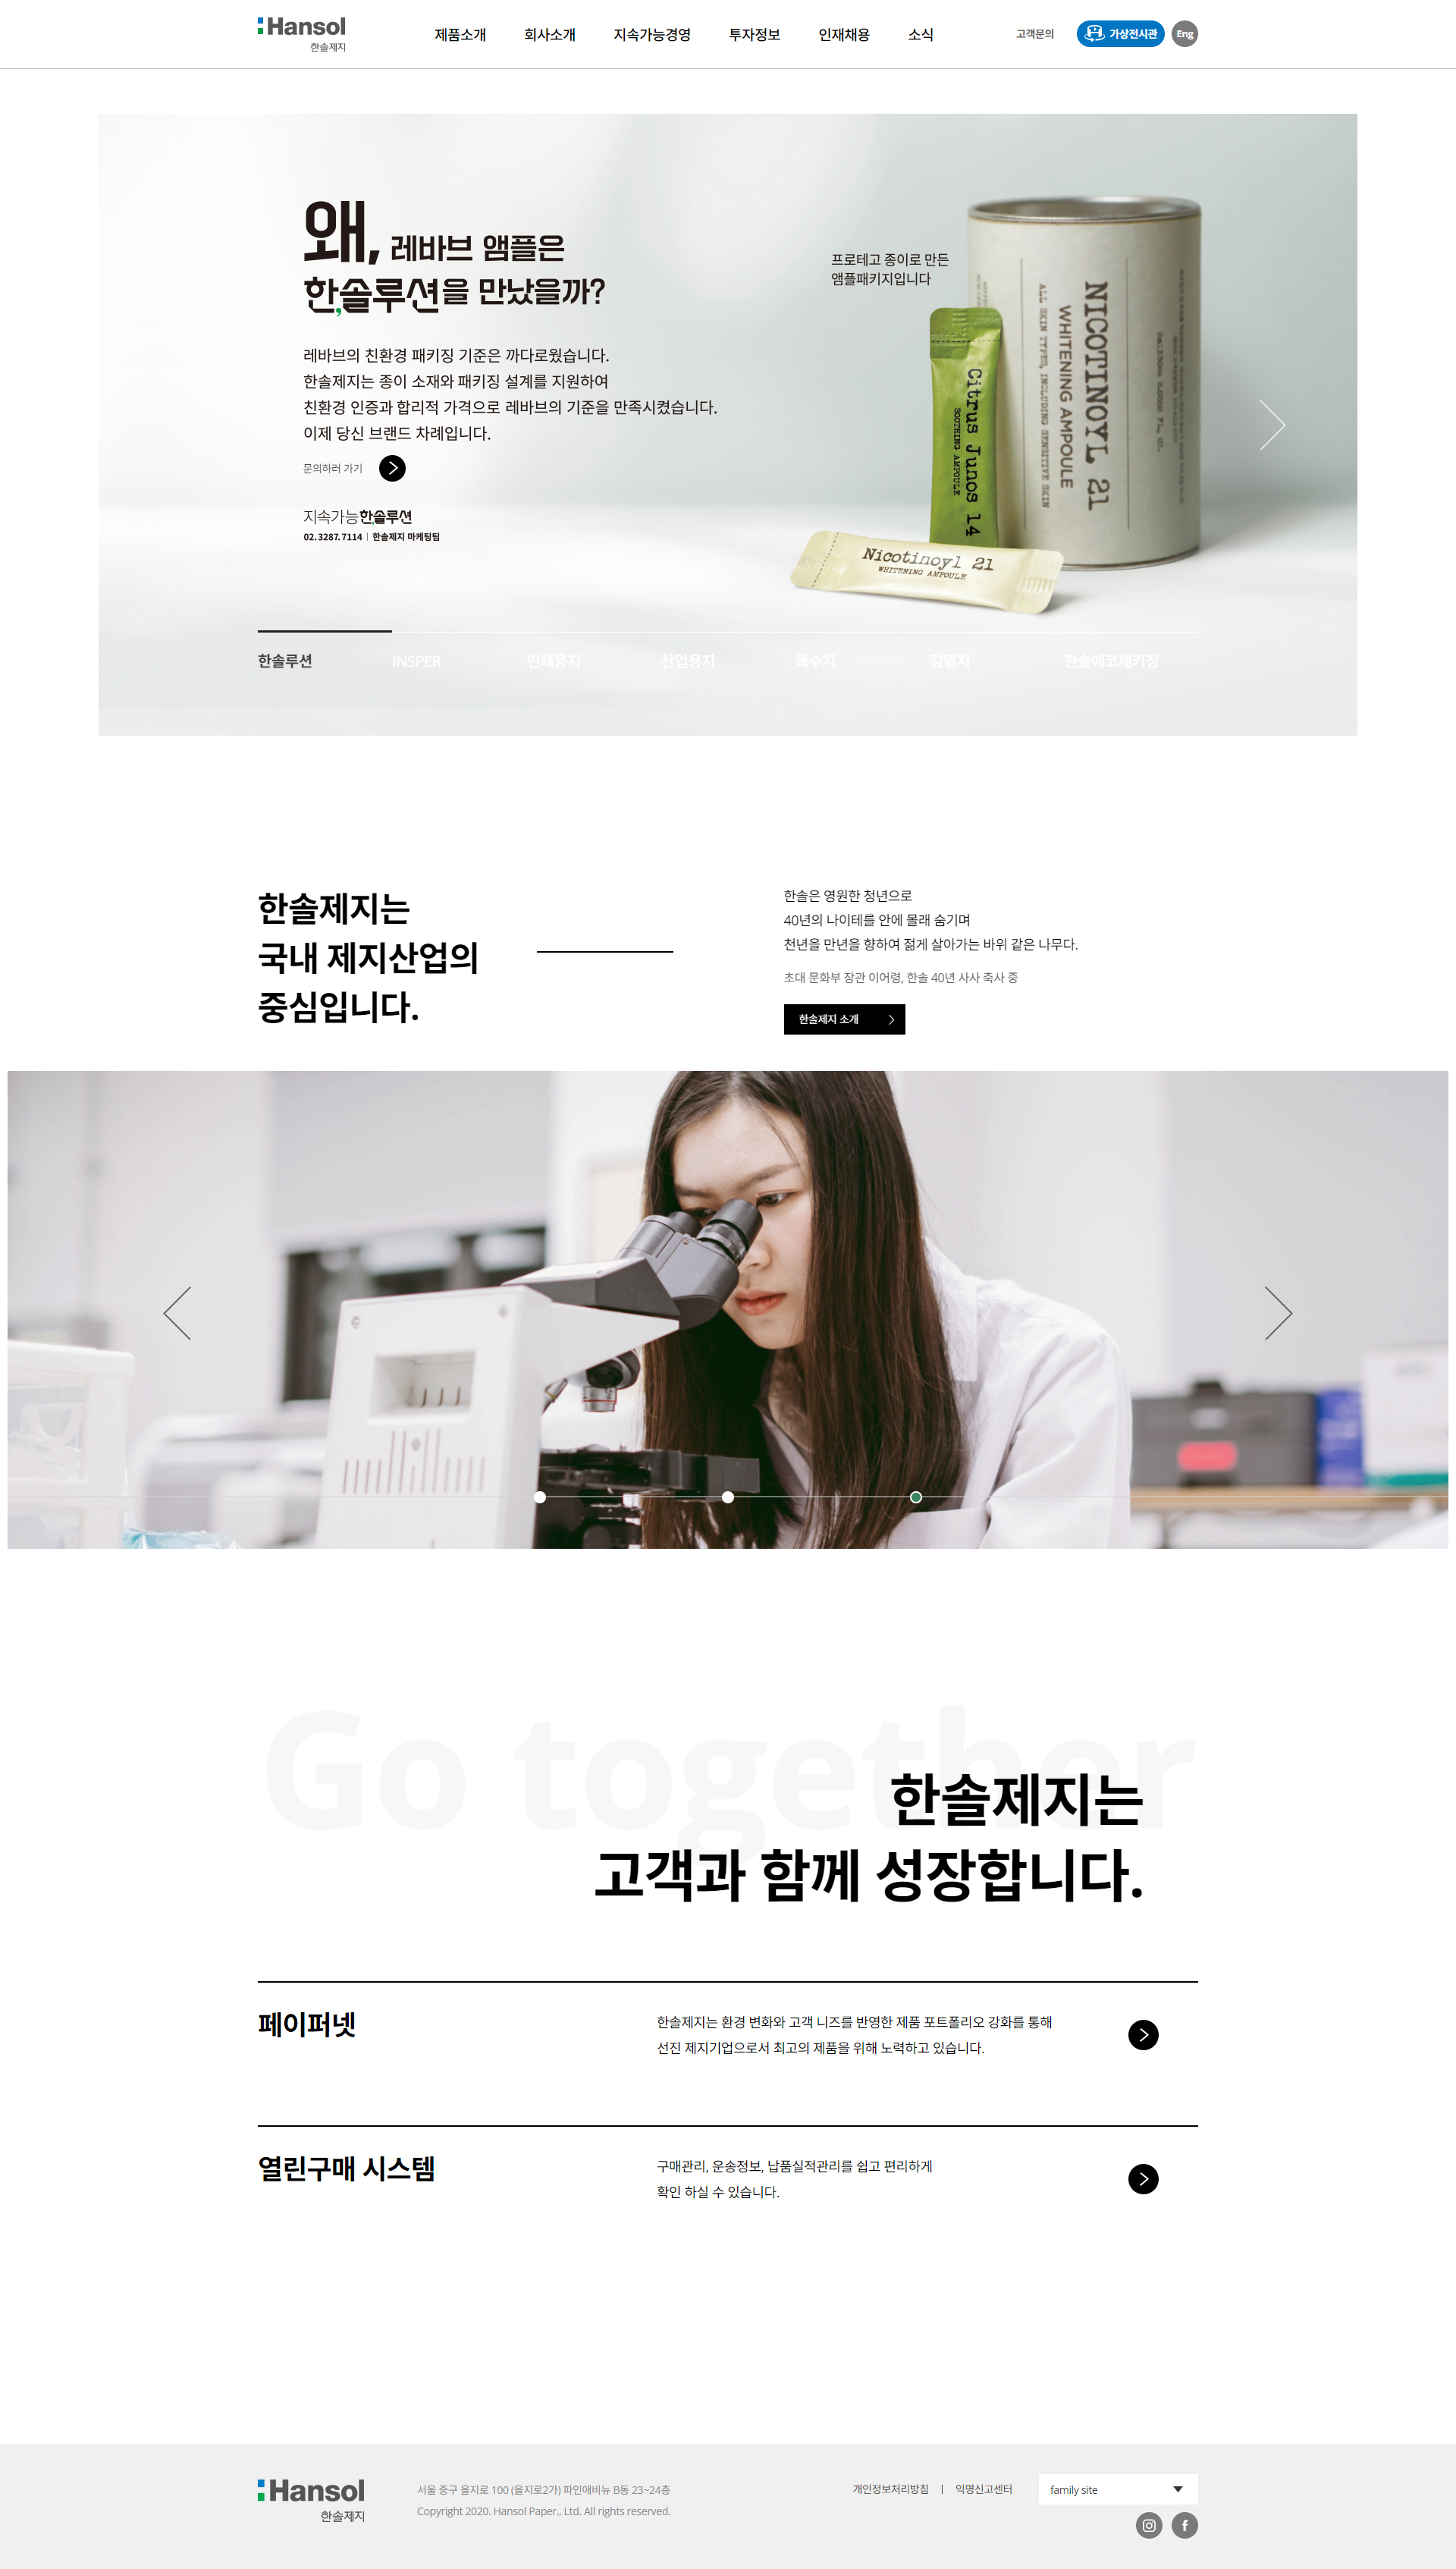 Hansol
한솔제지
제품소개
회사소개
지속가능경영
투자정보
인재채용
소식
고객문의
가상전시관
Eng
왜, 레바브 앰플은
한솔루션을 만났을까?
레바브의 친환경 패키징 기준은 까다로웠습니다.
한솔제지는 종이 소재와 패키징 설계를 지원하여
친환경 인증과 합리적 가격으로 레바브의 기준을 만족시켰습니다.
이제 당신 브랜드 차례입니다.
문의하러 가기
지속가능한솔루션
02.3287.7114 | 한솔제지 마케팅팀
프로테고 종이로 만든
앰플패키지입니다
NICOTINOYL 21
WHITENING AMPOULE
ALL SKIN TYPES, INCLUDING SENSITIVE SKIN
Citrus Junos 14
SOOTHING AMPOULE
Nicotinoyl 21
WHITENING AMPOULE
한솔루션
INSPER
인쇄용지
산업용지
특수지
감열지
한솔에코패키징
한솔제지는
국내 제지산업의
중심입니다.
한솔은 영원한 청년으로
40년의 나이테를 안에 몰래 숨기며
천년을 만년을 향하여 젊게 살아가는 바위 같은 나무다.
초대 문화부 장관 이어령, 한솔 40년 사사 축사 중
한솔제지 소개
Go together
한솔제지는
고객과 함께 성장합니다.
페이퍼넷
한솔제지는 환경 변화와 고객 니즈를 반영한 제품 포트폴리오 강화를 통해
선진 제지기업으로서 최고의 제품을 위해 노력하고 있습니다.
열린구매 시스템
구매관리, 운송정보, 납품실적관리를 쉽고 편리하게
확인 하실 수 있습니다.
Hansol
한솔제지
서울 중구 을지로 100 (을지로2가) 파인애비뉴 B동 23~24층
Copyright 2020. Hansol Paper., Ltd. All rights reserved.
개인정보처리방침 | 익명신고센터
family site